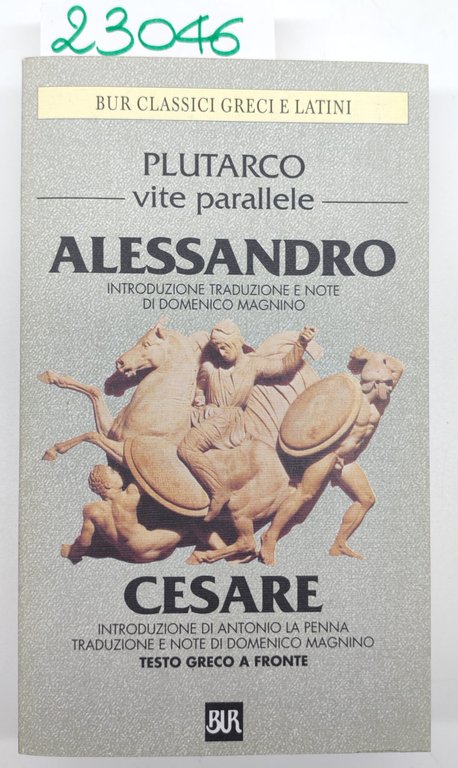 23046
BUR CLASSICI GRECI E LATINI
PLUTARCO
vite parallele
ALESSANDRO
INTRODUZIONE TRADUZIONE E NOTE
DI DOMENICO MAGNINO
CESARE
INTRODUZIONE DI ANTONIO LA PENNA
TRADUZIONE E NOTE DI DOMENICO MAGNINO
TESTO GRECO A FRONTE
BUR